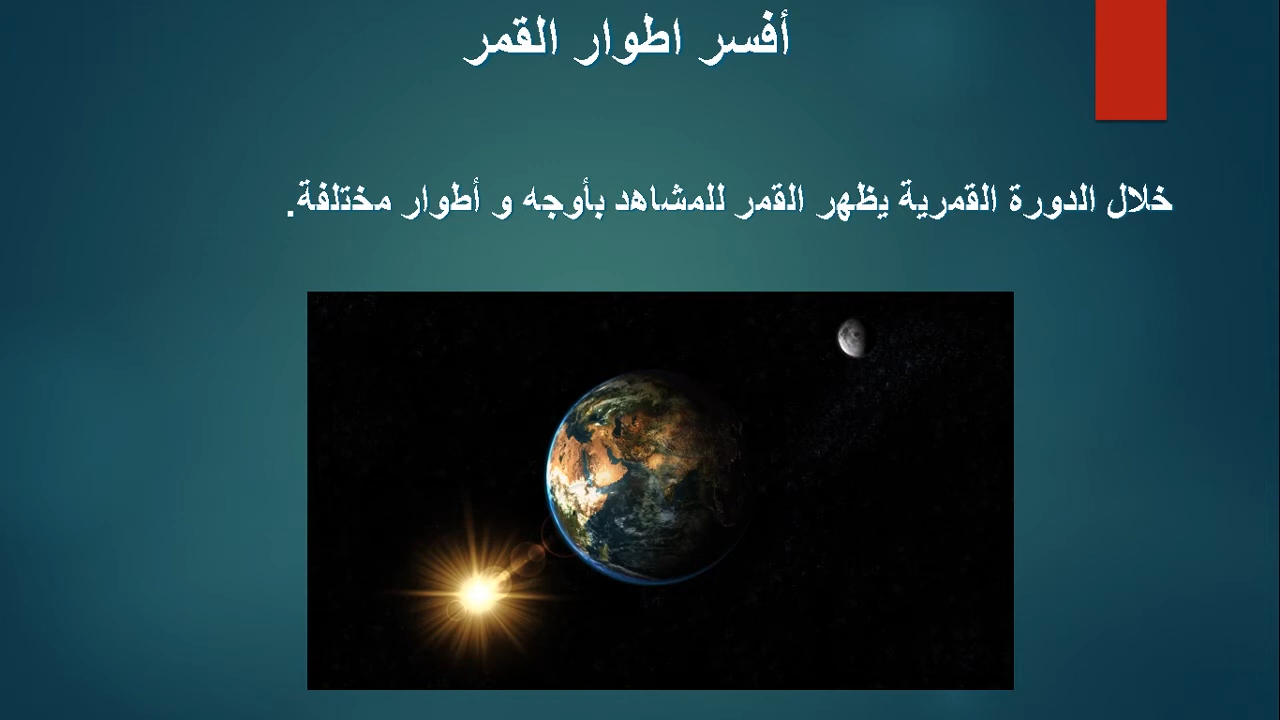 أفسر اطوار القمر
خلال الدورة القمرية يظهر القمر للمشاهد بأوجه و أطوار مختلفة.